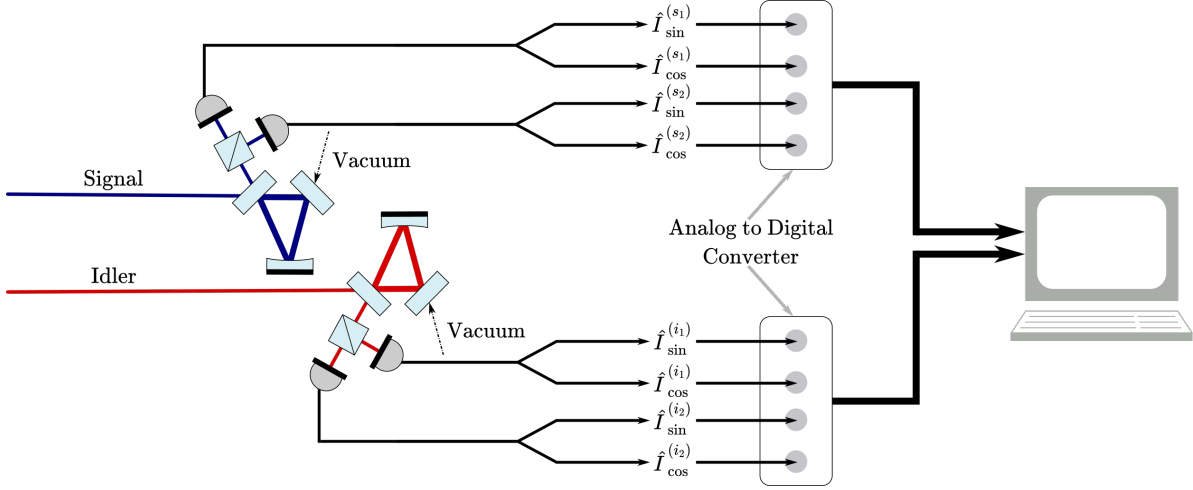 Î_sin^(s₁)
Î_cos^(s₁)
Î_sin^(s₂)
Î_cos^(s₂)
Vacuum
Signal
Analog to Digital
Converter
Idler
Vacuum
Î_sin^(i₁)
Î_cos^(i₁)
Î_sin^(i₂)
Î_cos^(i₂)